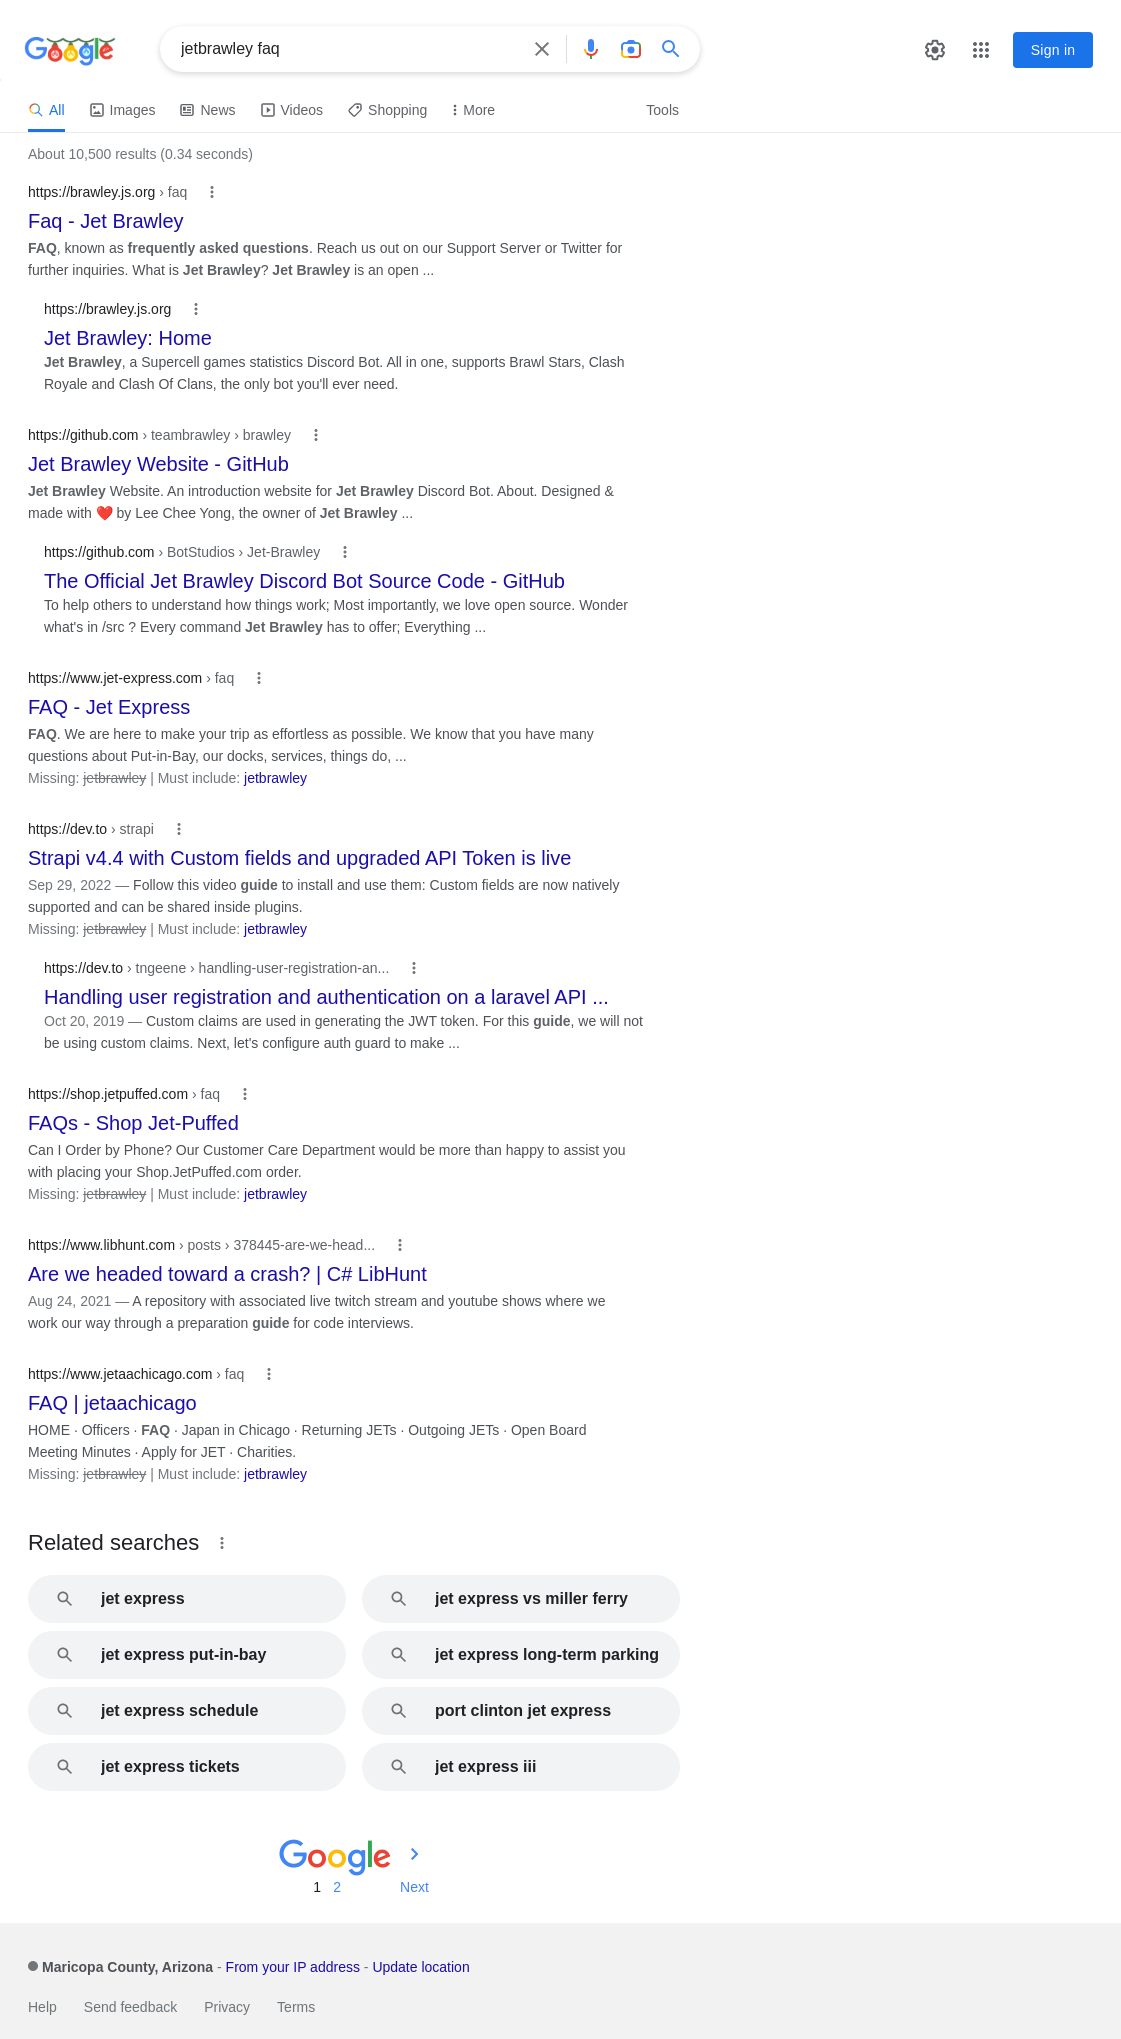 Google
jetbrawley faq
Sign in
All
Images
News
Videos
Shopping
More
Tools
About 10,500 results (0.34 seconds)
https://brawley.js.org › faq
Faq - Jet Brawley
FAQ, known as frequently asked questions. Reach us out on our Support Server or Twitter for
further inquiries. What is Jet Brawley? Jet Brawley is an open ...
https://brawley.js.org
Jet Brawley: Home
Jet Brawley, a Supercell games statistics Discord Bot. All in one, supports Brawl Stars, Clash
Royale and Clash Of Clans, the only bot you'll ever need.
https://github.com › teambrawley › brawley
Jet Brawley Website - GitHub
Jet Brawley Website. An introduction website for Jet Brawley Discord Bot. About. Designed &
made with ❤️ by Lee Chee Yong, the owner of Jet Brawley ...
https://github.com › BotStudios › Jet-Brawley
The Official Jet Brawley Discord Bot Source Code - GitHub
To help others to understand how things work; Most importantly, we love open source. Wonder
what's in /src ? Every command Jet Brawley has to offer; Everything ...
https://www.jet-express.com › faq
FAQ - Jet Express
FAQ. We are here to make your trip as effortless as possible. We know that you have many
questions about Put-in-Bay, our docks, services, things do, ...
Missing: jetbrawley | Must include: jetbrawley
https://dev.to › strapi
Strapi v4.4 with Custom fields and upgraded API Token is live
Sep 29, 2022 — Follow this video guide to install and use them: Custom fields are now natively
supported and can be shared inside plugins.
Missing: jetbrawley | Must include: jetbrawley
https://dev.to › tngeene › handling-user-registration-an...
Handling user registration and authentication on a laravel API ...
Oct 20, 2019 — Custom claims are used in generating the JWT token. For this guide, we will not
be using custom claims. Next, let's configure auth guard to make ...
https://shop.jetpuffed.com › faq
FAQs - Shop Jet-Puffed
Can I Order by Phone? Our Customer Care Department would be more than happy to assist you
with placing your Shop.JetPuffed.com order.
Missing: jetbrawley | Must include: jetbrawley
https://www.libhunt.com › posts › 378445-are-we-head...
Are we headed toward a crash? | C# LibHunt
Aug 24, 2021 — A repository with associated live twitch stream and youtube shows where we
work our way through a preparation guide for code interviews.
https://www.jetaachicago.com › faq
FAQ | jetaachicago
HOME · Officers · FAQ · Japan in Chicago · Returning JETs · Outgoing JETs · Open Board
Meeting Minutes · Apply for JET · Charities.
Missing: jetbrawley | Must include: jetbrawley
Related searches
jet express
jet express vs miller ferry
jet express put-in-bay
jet express long-term parking
jet express schedule
port clinton jet express
jet express tickets
jet express iii
Google
1 2 Next
Maricopa County, Arizona - From your IP address - Update location
Help Send feedback Privacy Terms